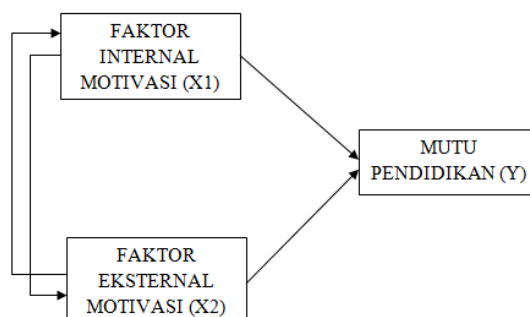 FAKTOR
INTERNAL
MOTIVASI (X1)
MUTU
PENDIDIKAN (Y)
FAKTOR
EKSTERNAL
MOTIVASI (X2)